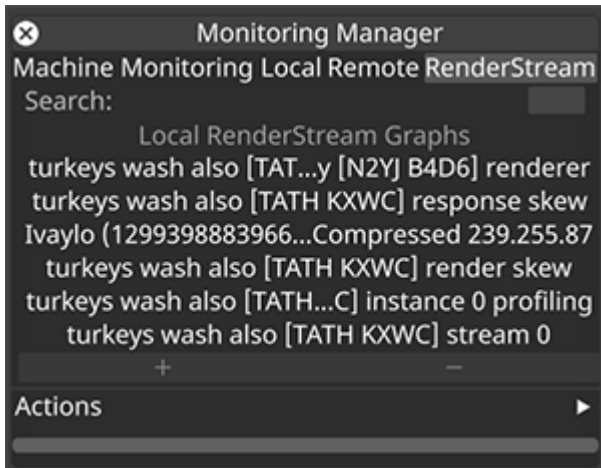 Monitoring Manager
Machine Monitoring Local Remote RenderStream
Search:
Local RenderStream Graphs
turkeys wash also [TAT...y [N2YJ B4D6] renderer
turkeys wash also [TATH KXWC] response skew
Ivaylo (1299398883966...Compressed 239.255.87
turkeys wash also [TATH KXWC] render skew
turkeys wash also [TATH...C] instance 0 profiling
turkeys wash also [TATH KXWC] stream 0
+ −
Actions